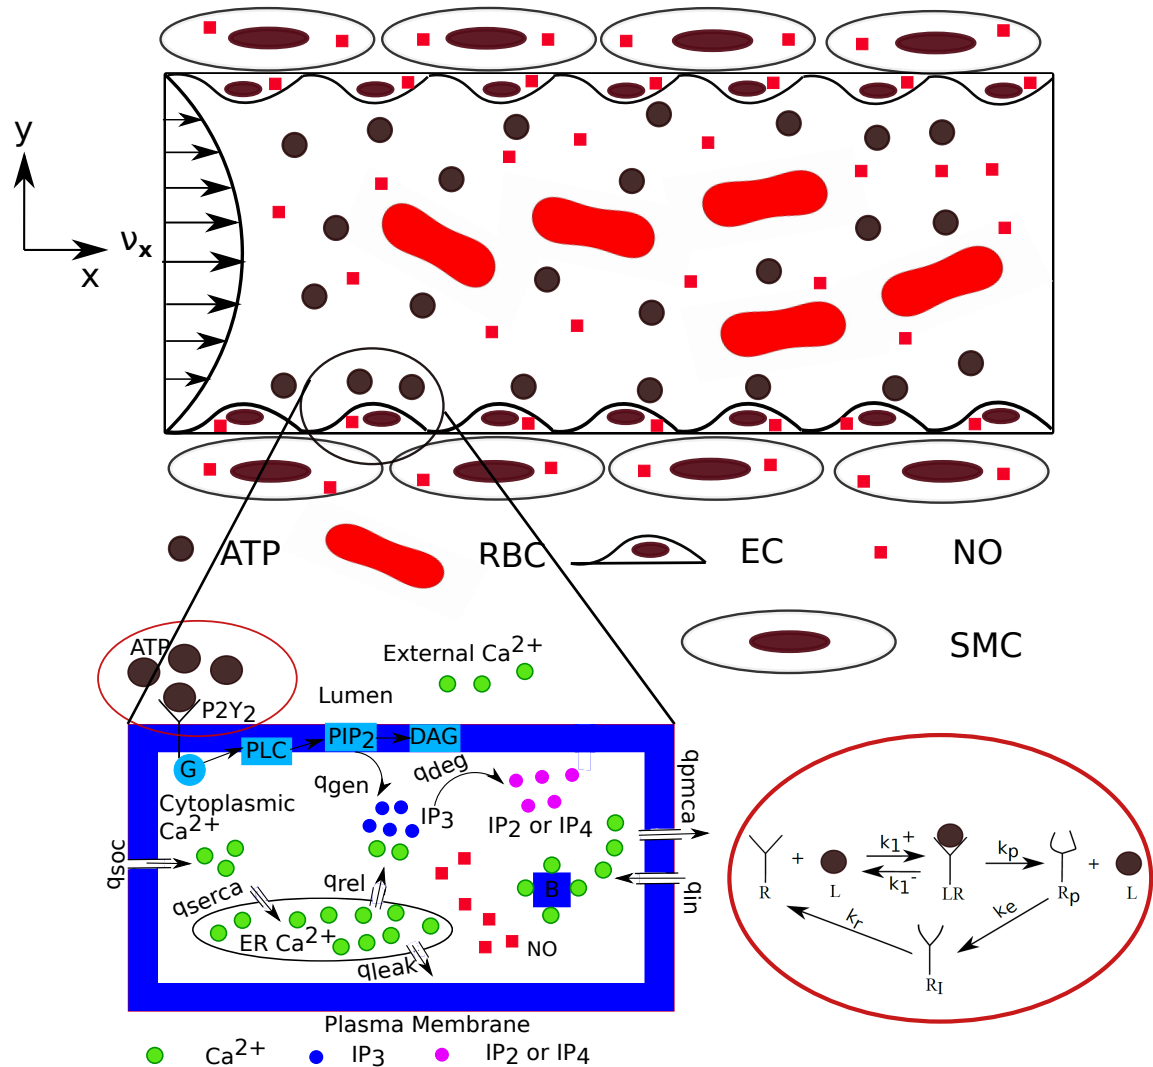 y
νx
x
ATP
RBC
EC
NO
SMC
ATP
External Ca2+
Lumen
P2Y2
PIP2
DAG
PLC
G
qgen
qdeg
qpmca
Cytoplasmic
Ca2+
IP3
IP2 or IP4
qsoc
qserca
qrel
B
qin
ER Ca2+
NO
qleak
Plasma Membrane
Ca2+
IP3
IP2 or IP4
k1+
kp
+
+
k1-
R
L
LR
Rp
L
kr
ke
RI